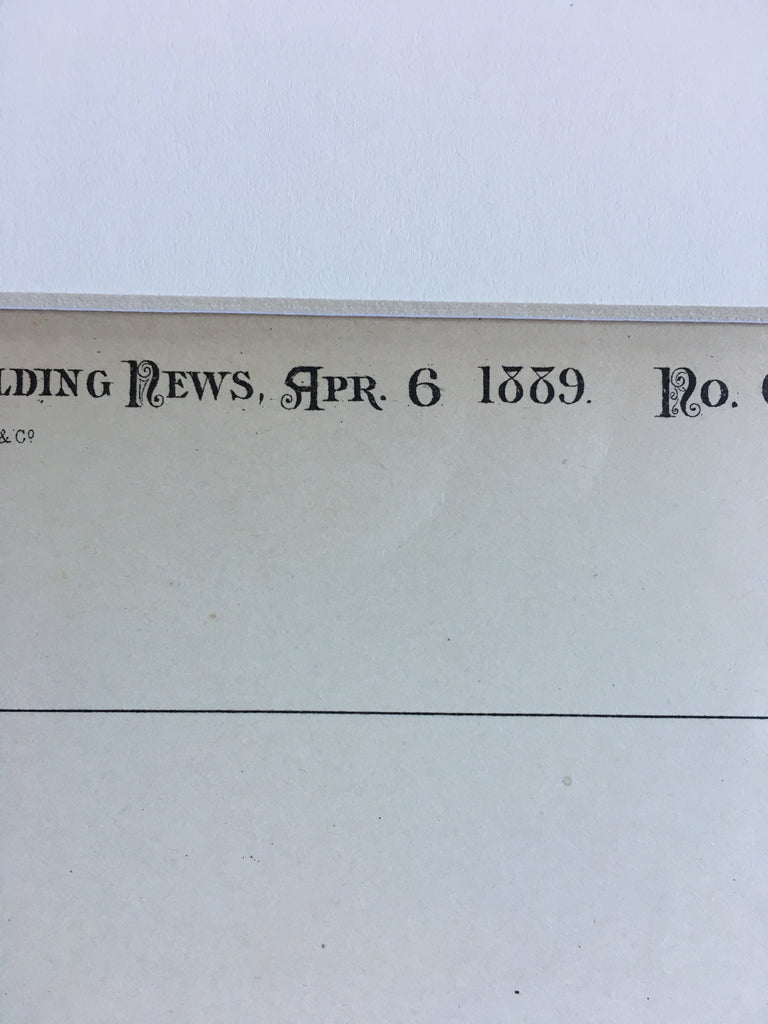 LDING NEWS, APR. 6 1889. No.
& Co